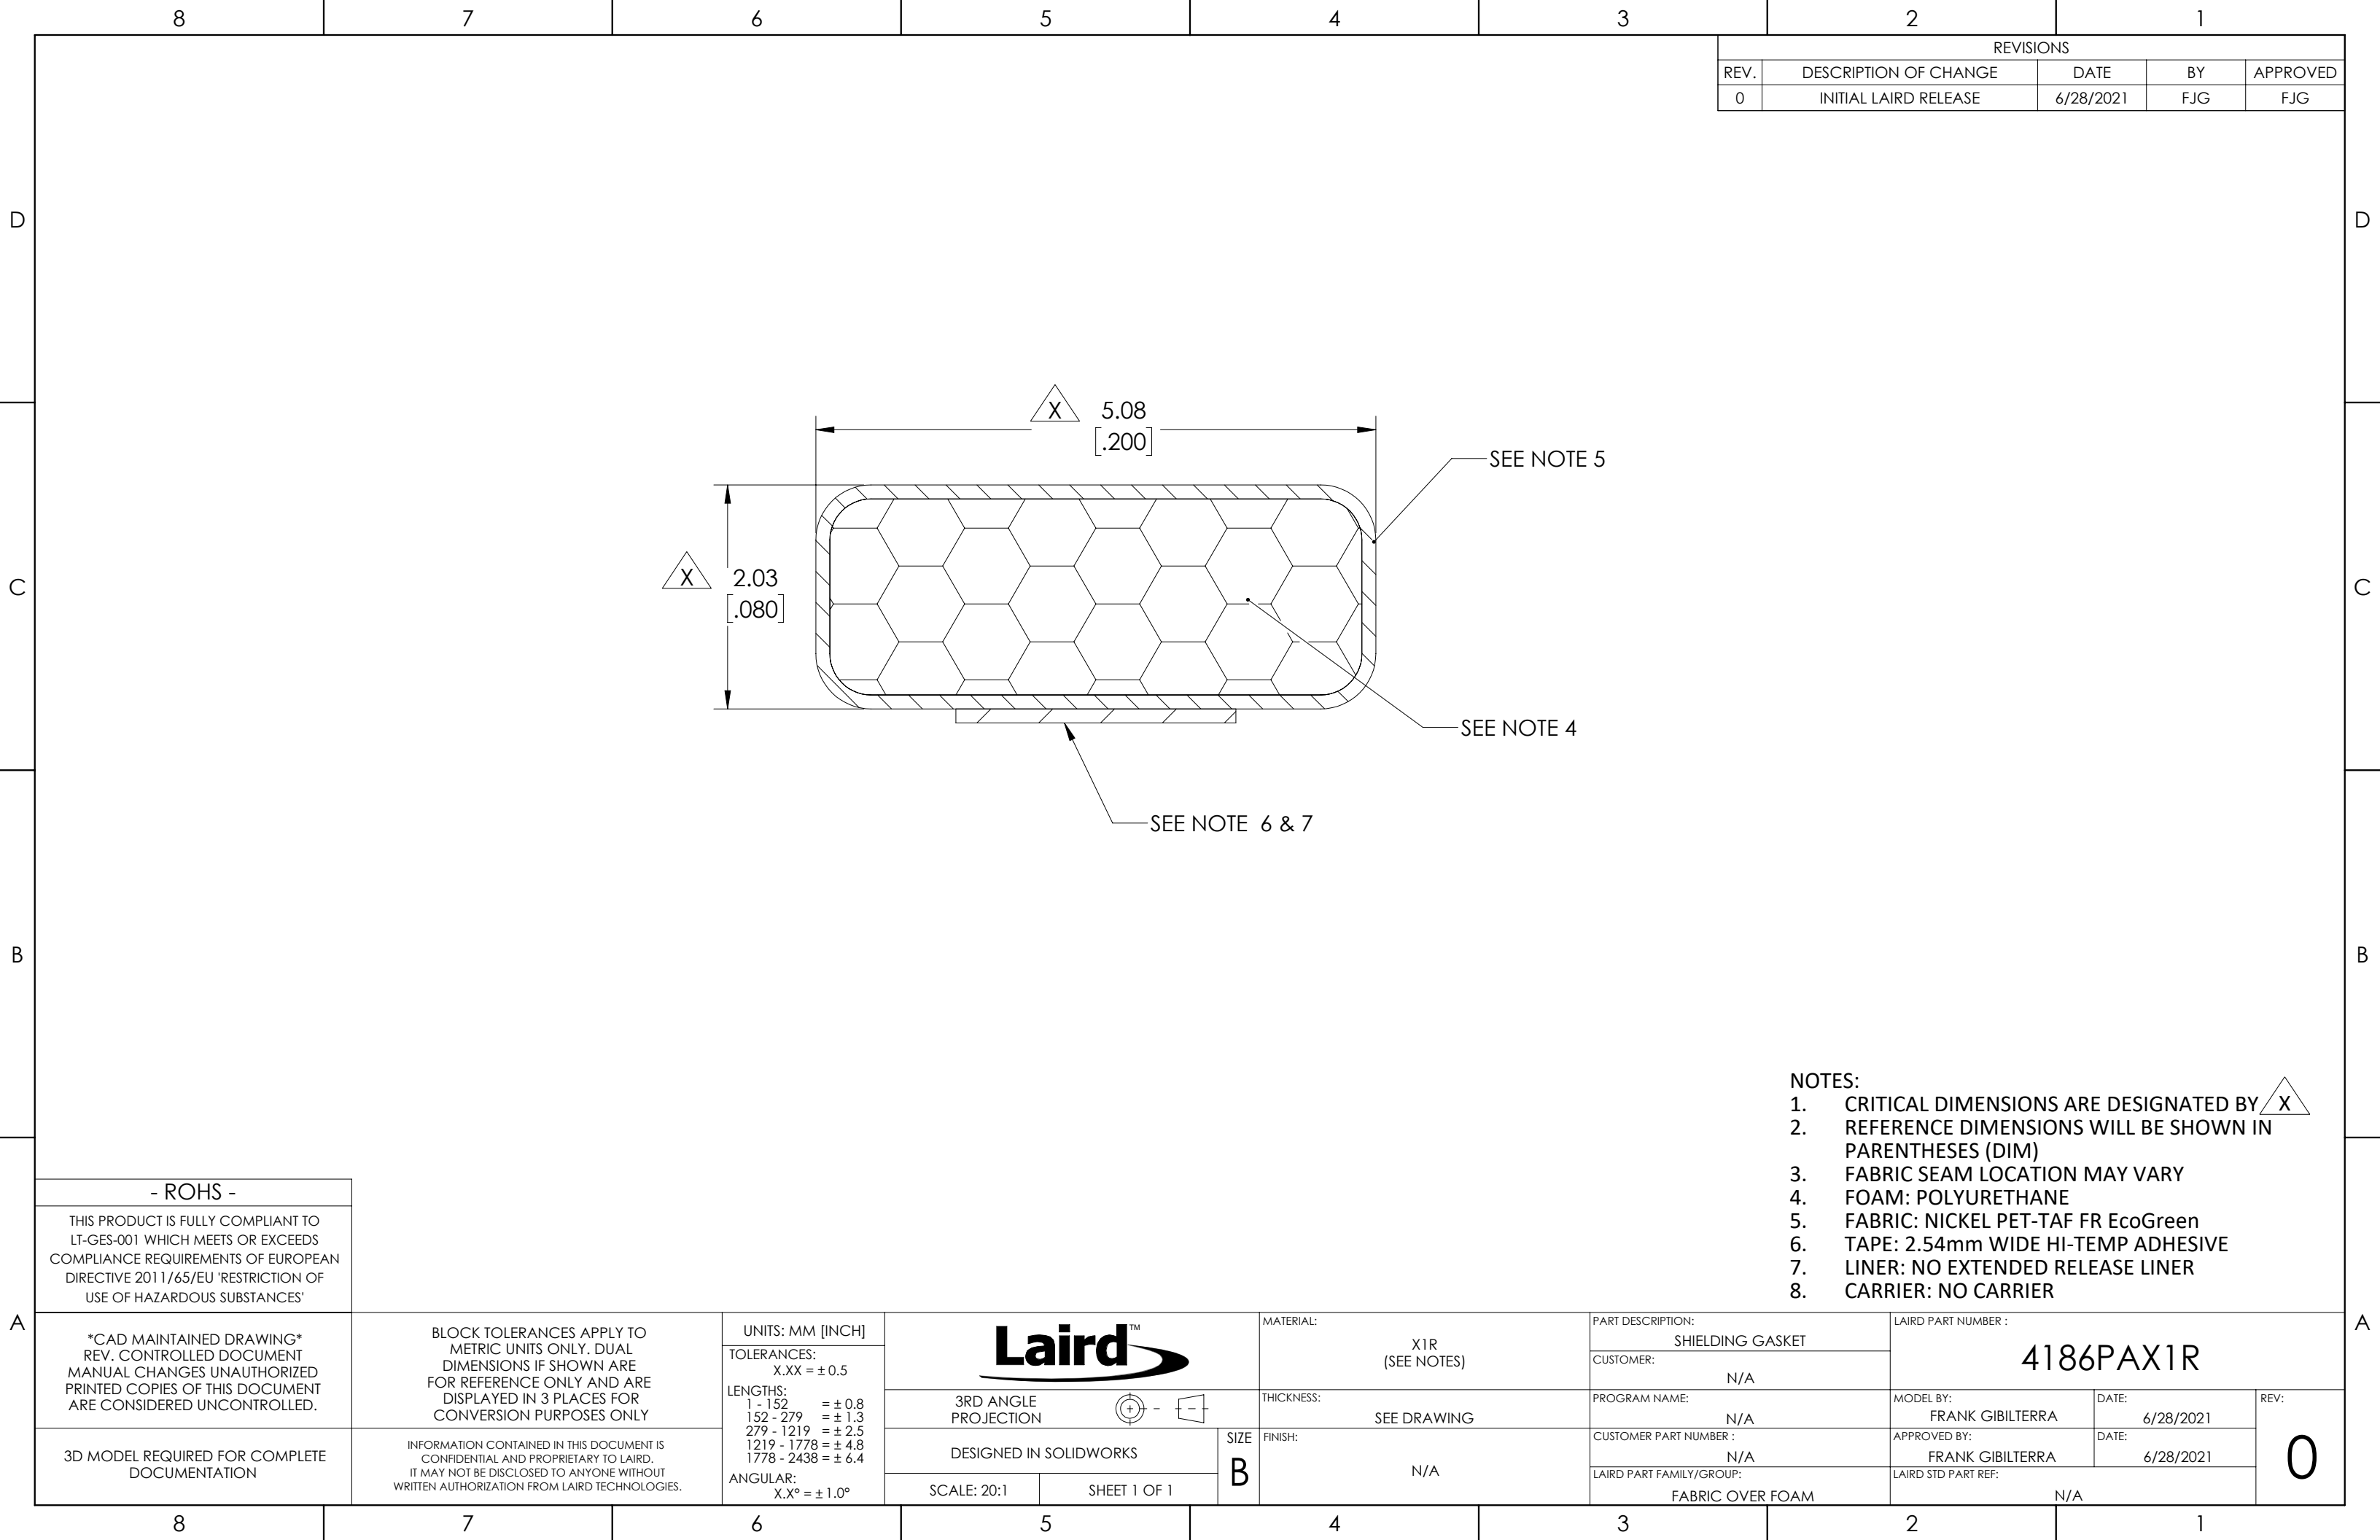 8 7 6 5 4 3 2 1
REVISIONS
REV. DESCRIPTION OF CHANGE DATE BY APPROVED
0 INITIAL LAIRD RELEASE 6/28/2021 FJG FJG
D D
X 5.08
[.200]
SEE NOTE 5
X 2.03
[.080]
C C
SEE NOTE 4
SEE NOTE 6 & 7
B B
NOTES:
1. CRITICAL DIMENSIONS ARE DESIGNATED BY X
2. REFERENCE DIMENSIONS WILL BE SHOWN IN
PARENTHESES (DIM)
3. FABRIC SEAM LOCATION MAY VARY
4. FOAM: POLYURETHANE
5. FABRIC: NICKEL PET-TAF FR EcoGreen
6. TAPE: 2.54mm WIDE HI-TEMP ADHESIVE
7. LINER: NO EXTENDED RELEASE LINER
8. CARRIER: NO CARRIER
- ROHS -
THIS PRODUCT IS FULLY COMPLIANT TO
LT-GES-001 WHICH MEETS OR EXCEEDS
COMPLIANCE REQUIREMENTS OF EUROPEAN
DIRECTIVE 2011/65/EU 'RESTRICTION OF
USE OF HAZARDOUS SUBSTANCES'
A A
*CAD MAINTAINED DRAWING*
REV. CONTROLLED DOCUMENT
MANUAL CHANGES UNAUTHORIZED
PRINTED COPIES OF THIS DOCUMENT
ARE CONSIDERED UNCONTROLLED.
3D MODEL REQUIRED FOR COMPLETE
DOCUMENTATION
BLOCK TOLERANCES APPLY TO
METRIC UNITS ONLY. DUAL
DIMENSIONS IF SHOWN ARE
FOR REFERENCE ONLY AND ARE
DISPLAYED IN 3 PLACES FOR
CONVERSION PURPOSES ONLY
INFORMATION CONTAINED IN THIS DOCUMENT IS
CONFIDENTIAL AND PROPRIETARY TO LAIRD.
IT MAY NOT BE DISCLOSED TO ANYONE WITHOUT
WRITTEN AUTHORIZATION FROM LAIRD TECHNOLOGIES.
UNITS: MM [INCH]
TOLERANCES:
X.XX = ± 0.5
LENGTHS:
1 - 152 = ± 0.8
152 - 279 = ± 1.3
279 - 1219 = ± 2.5
1219 - 1778 = ± 4.8
1778 - 2438 = ± 6.4
ANGULAR:
X.X° = ± 1.0°
Laird™
3RD ANGLE
PROJECTION
DESIGNED IN SOLIDWORKS
SCALE: 20:1 SHEET 1 OF 1
SIZE
B
MATERIAL:
X1R
(SEE NOTES)
THICKNESS:
SEE DRAWING
FINISH:
N/A
PART DESCRIPTION:
SHIELDING GASKET
CUSTOMER:
N/A
PROGRAM NAME:
N/A
CUSTOMER PART NUMBER :
N/A
LAIRD PART FAMILY/GROUP:
FABRIC OVER FOAM
LAIRD PART NUMBER :
4186PAX1R
MODEL BY: DATE:
FRANK GIBILTERRA 6/28/2021
APPROVED BY: DATE:
FRANK GIBILTERRA 6/28/2021
LAIRD STD PART REF:
N/A
REV:
0
8 7 6 5 4 3 2 1